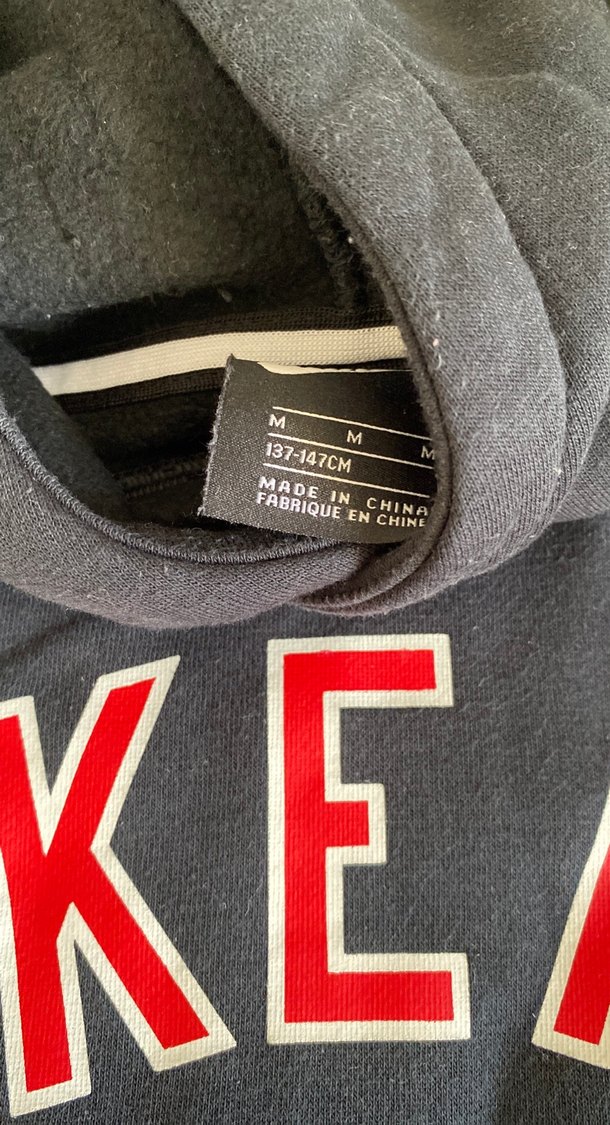 M M M
137-147CM
MADE IN CHINA
FABRIQUE EN CHINE
KE